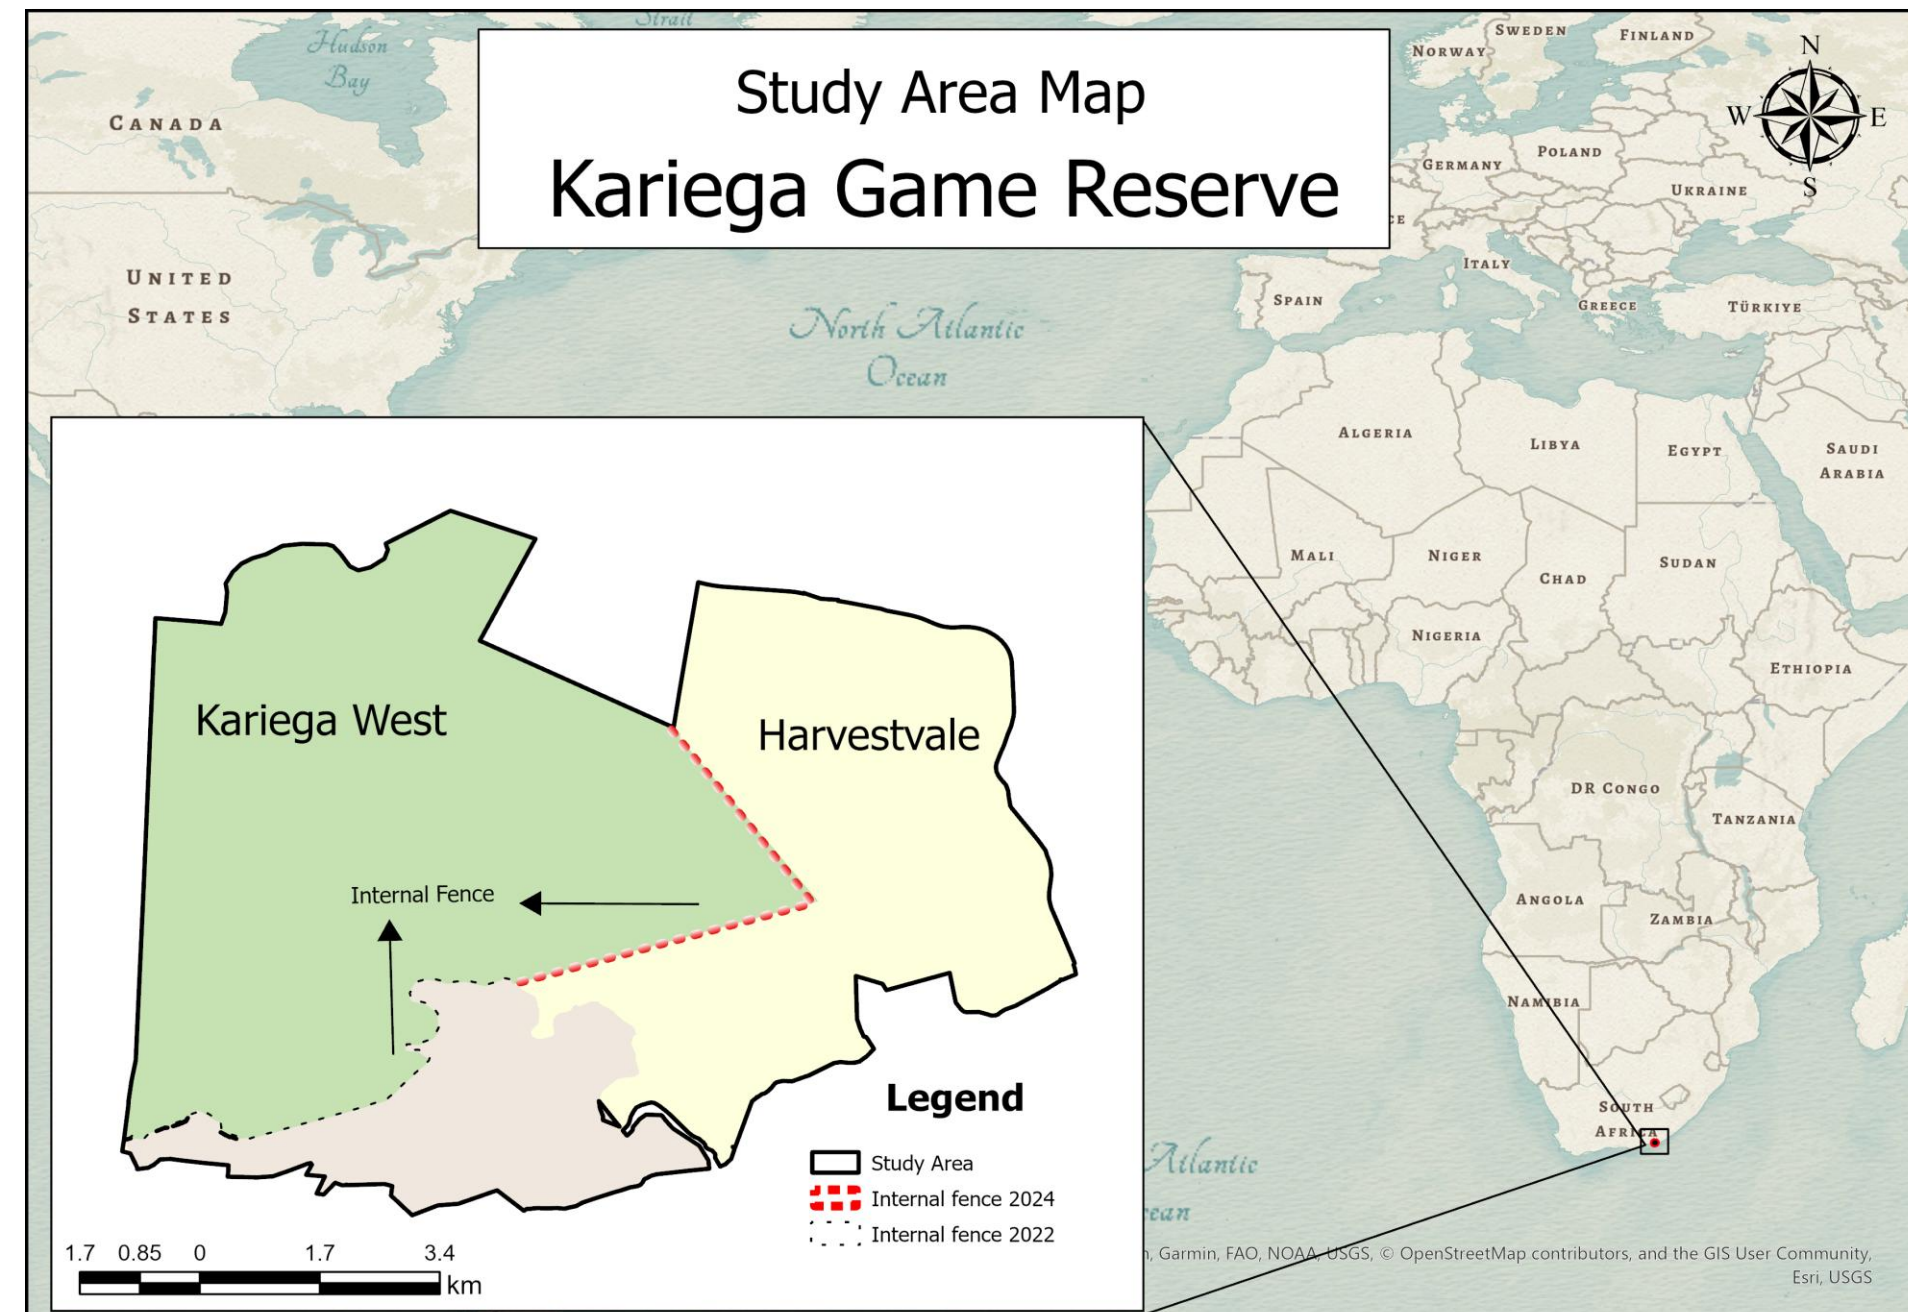 Strait
Hudson
Bay
CANADA
UNITED
STATES
Study Area Map
Kariega Game Reserve
North Atlantic
Ocean
NORWAY
SWEDEN
FINLAND
N
W
E
S
GERMANY
POLAND
UKRAINE
CE
ITALY
SPAIN
GREECE
TÜRKIYE
ALGERIA
LIBYA
EGYPT
SAUDI
ARABIA
MALI
NIGER
CHAD
SUDAN
NIGERIA
ETHIOPIA
DR CONGO
TANZANIA
ANGOLA
ZAMBIA
NAMIBIA
SOUTH
AFRICA
Atlantic
ean
Kariega West
Harvestvale
Internal Fence
Legend
Study Area
Internal fence 2024
Internal fence 2022
1.7 0.85 0 1.7 3.4
km
, Garmin, FAO, NOAA, USGS, © OpenStreetMap contributors, and the GIS User Community,
Esri, USGS